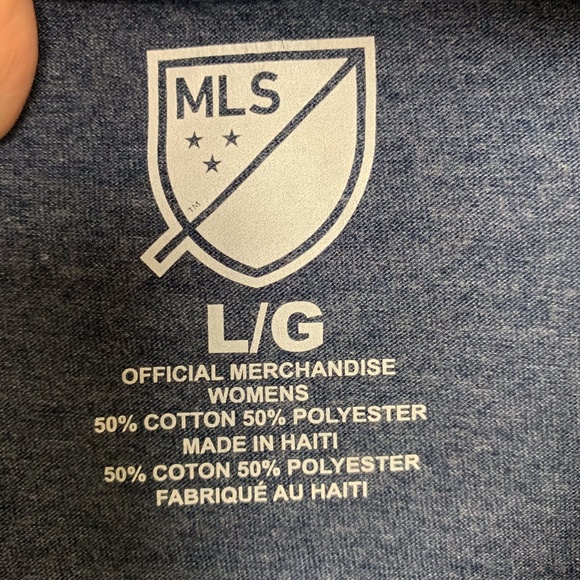 MLS
TM
L/G
OFFICIAL MERCHANDISE
WOMENS
50% COTTON 50% POLYESTER
MADE IN HAITI
50% COTON 50% POLYESTER
FABRIQUÉ AU HAITI